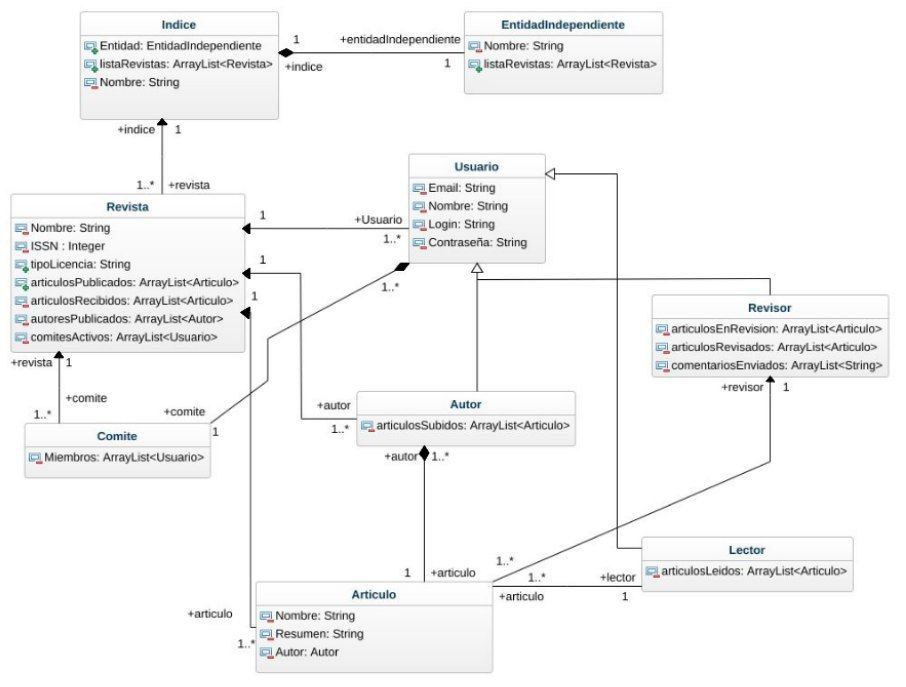 Indice
Entidad: EntidadIndependiente
listaRevistas: ArrayList<Revista>
Nombre: String
1
+entidadIndependiente
+indice
1
EntidadIndependiente
Nombre: String
listaRevistas: ArrayList<Revista>
+indice
1
1..*
+revista
Revista
Nombre: String
ISSN : Integer
tipoLicencia: String
articulosPublicados: ArrayList<Articulo>
articulosRecibidos: ArrayList<Articulo>
autoresPublicados: ArrayList<Autor>
comitesActivos: ArrayList<Usuario>
1
+Usuario
1..*
Usuario
Email: String
Nombre: String
Login: String
Contraseña: String
1
1
1..*
Revisor
articulosEnRevision: ArrayList<Articulo>
articulosRevisados: ArrayList<Articulo>
comentariosEnviados: ArrayList<String>
+revisor
1
+revista
1
+comite
1..*
Comite
Miembros: ArrayList<Usuario>
+comite
1
+autor
1..*
Autor
articulosSubidos: ArrayList<Articulo>
+autor
1..*
1
+articulo
1..*
1..*
+articulo
+lector
1
Lector
articulosLeidos: ArrayList<Articulo>
+articulo
1..*
Articulo
Nombre: String
Resumen: String
Autor: Autor